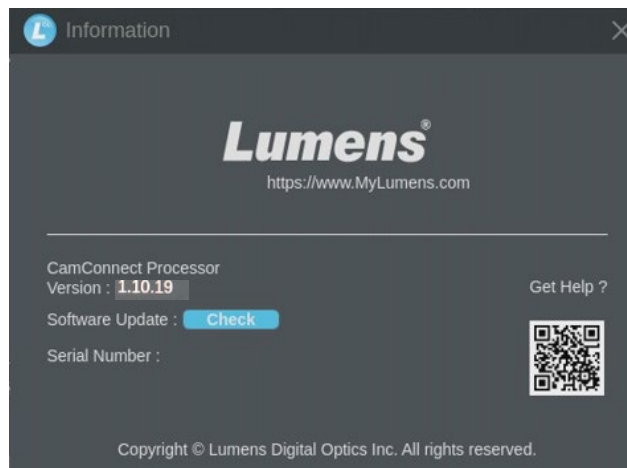 Information
Lumens®
https://www.MyLumens.com
CamConnect Processor
Version : 1.10.19
Get Help ?
Software Update : Check
Serial Number :
Copyright © Lumens Digital Optics Inc. All rights reserved.